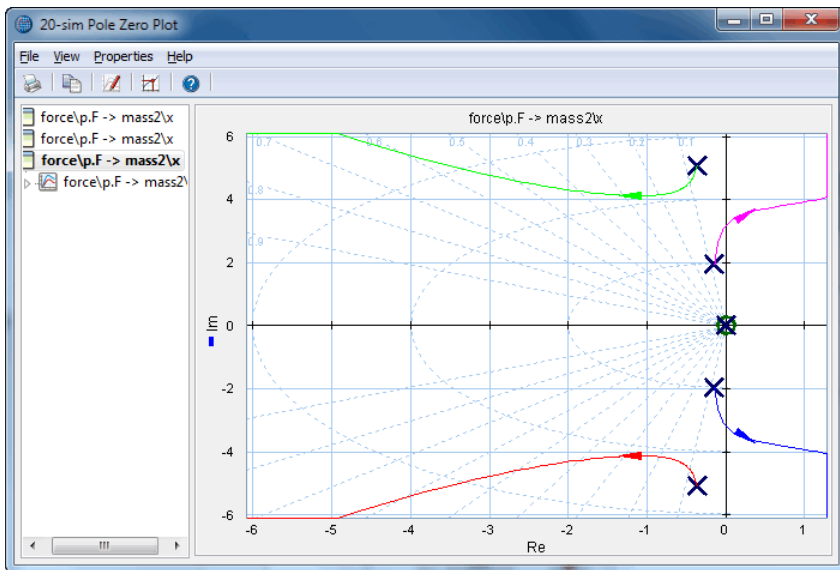 20-sim Pole Zero Plot
File View Properties Help
force\p.F -> mass2\x
force\p.F -> mass2\x
force\p.F -> mass2\x
force\p.F -> mass2\
force\p.F -> mass2\x
6
0.7 0.6 0.5 0.4 0.3 0.2 0.1
4
0.8
0.9
2
0
Im
-2
-4
-6
-6 -5 -4 -3 -2 -1 0 1
Re